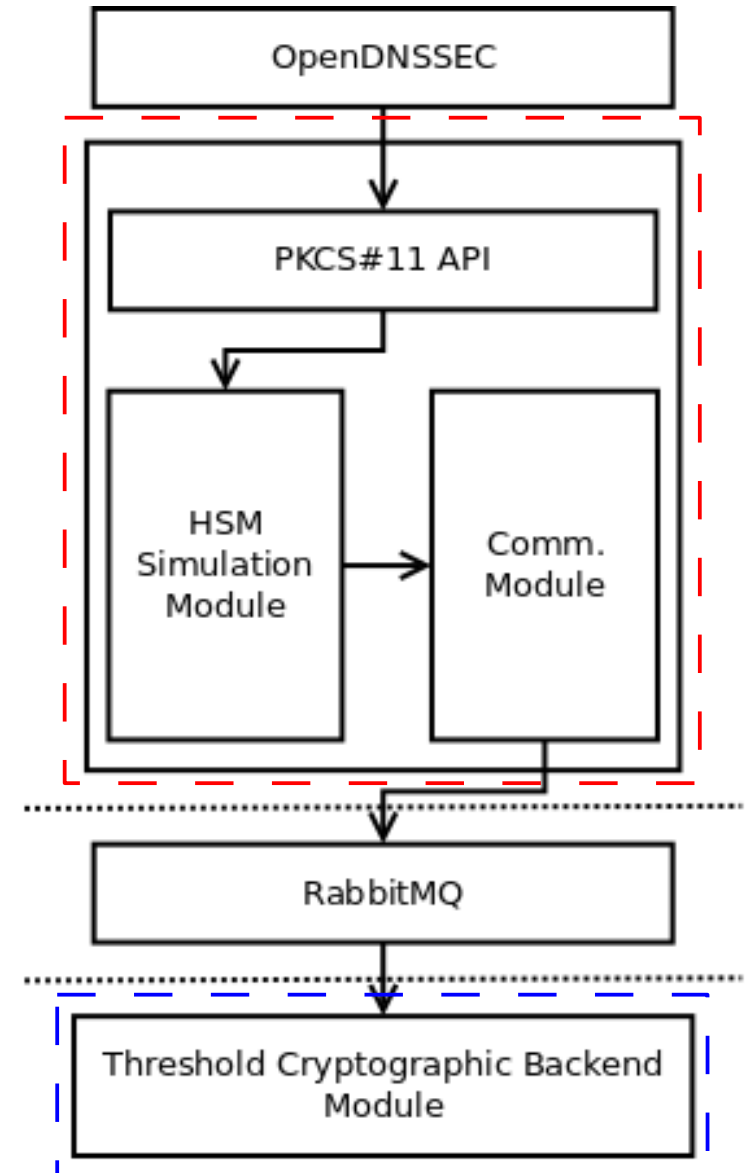 OpenDNSSEC
PKCS#11 API
HSM
Simulation
Module
Comm.
Module
RabbitMQ
Threshold Cryptographic Backend
Module